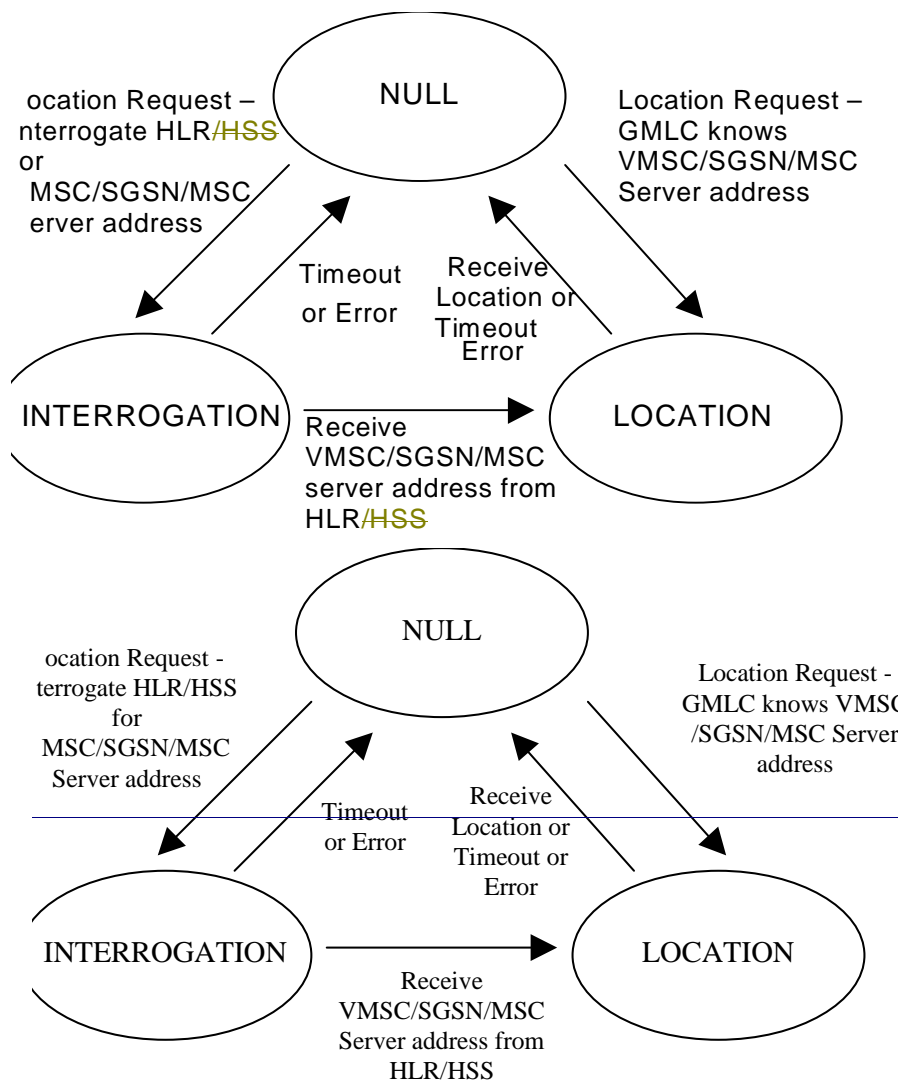 NULL
ocation Request –
nterrogate HLR/HSS
or
MSC/SGSN/MSC
erver address
Location Request –
GMLC knows
VMSC/SGSN/MSC
Server address
Timeout
or Error
Receive
Location or
Timeout
Error
INTERROGATION
LOCATION
Receive
VMSC/SGSN/MSC
server address from
HLR/HSS
NULL
ocation Request -
terrogate HLR/HSS
for
MSC/SGSN/MSC
Server address
Location Request -
GMLC knows VMSC
/SGSN/MSC Server
address
Timeout
or Error
Receive
Location or
Timeout or
Error
INTERROGATION
LOCATION
Receive
VMSC/SGSN/MSC
Server address from
HLR/HSS